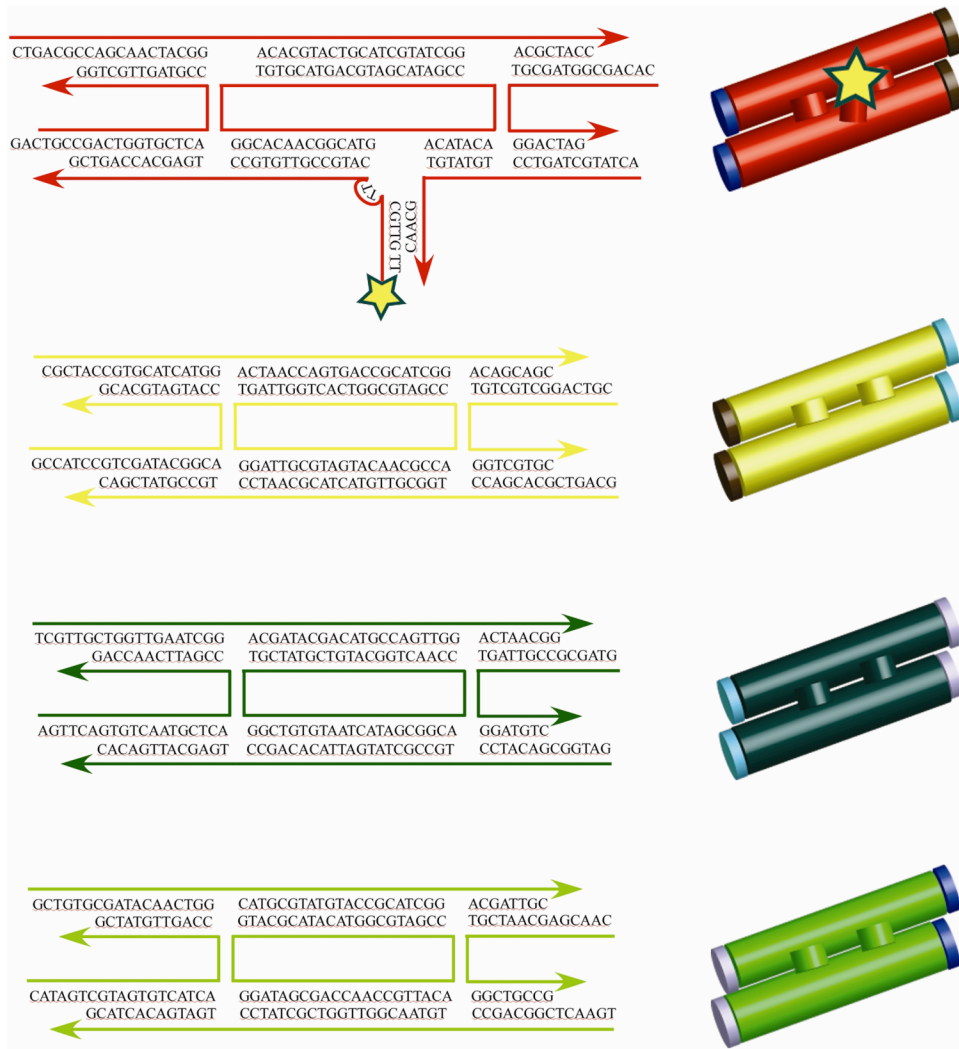 CTGACGCCAGCAACTACGG ACACGTACTGCATCGTATCGG ACGCTACC
GGTCGTTGATGCC TGTGCATGACGTAGCATAGCC TGCGATGGCGACAC
GACTGCCGACTGGTGCTCA GGCACAACGGCATG ACATACA GGACTAG
GCTGACCACGAGT CCGTGTTGCCGTAC TGTATGT CCTGATCGTATCA
TT
CGTTG TT
CAACG
CGCTACCGTGCATCATGG ACTAACCAGTGACCGCATCGG ACAGCAGC
GCACGTAGTACC TGATTGGTCACTGGCGTAGCC TGTCGTCGGACTGC
GCCATCCGTCGATACGGCA GGATTGCGTAGTACAACGCCA GGTCGTGC
CAGCTATGCCGT CCTAACGCATCATGTTGCGGT CCAGCACGCTGACG
TCGTTGCTGGTTGAATCGG ACGATACGACATGCCAGTTGG ACTAACGG
GACCAACTTAGCC TGCTATGCTGTACGGTCAACC TGATTGCCGCGATG
AGTTCAGTGTCAATGCTCA GGCTGTGTAATCATAGCGGCA GGATGTC
CACAGTTACGAGT CCGACACATTAGTATCGCCGT CCTACAGCGGTAG
GCTGTGCGATACAACTGG CATGCGTATGTACCGCATCGG ACGATTGC
GCTATGTTGACC GTACGCATACATGGCGTAGCC TGCTAACGAGCAAC
CATAGTCGTAGTGTCATCA GGATAGCGACCAACCGTTACA GGCTGCCG
GCATCACAGTAGT CCTATCGCTGGTTGGCAATGT CCGACGGCTCAAGT